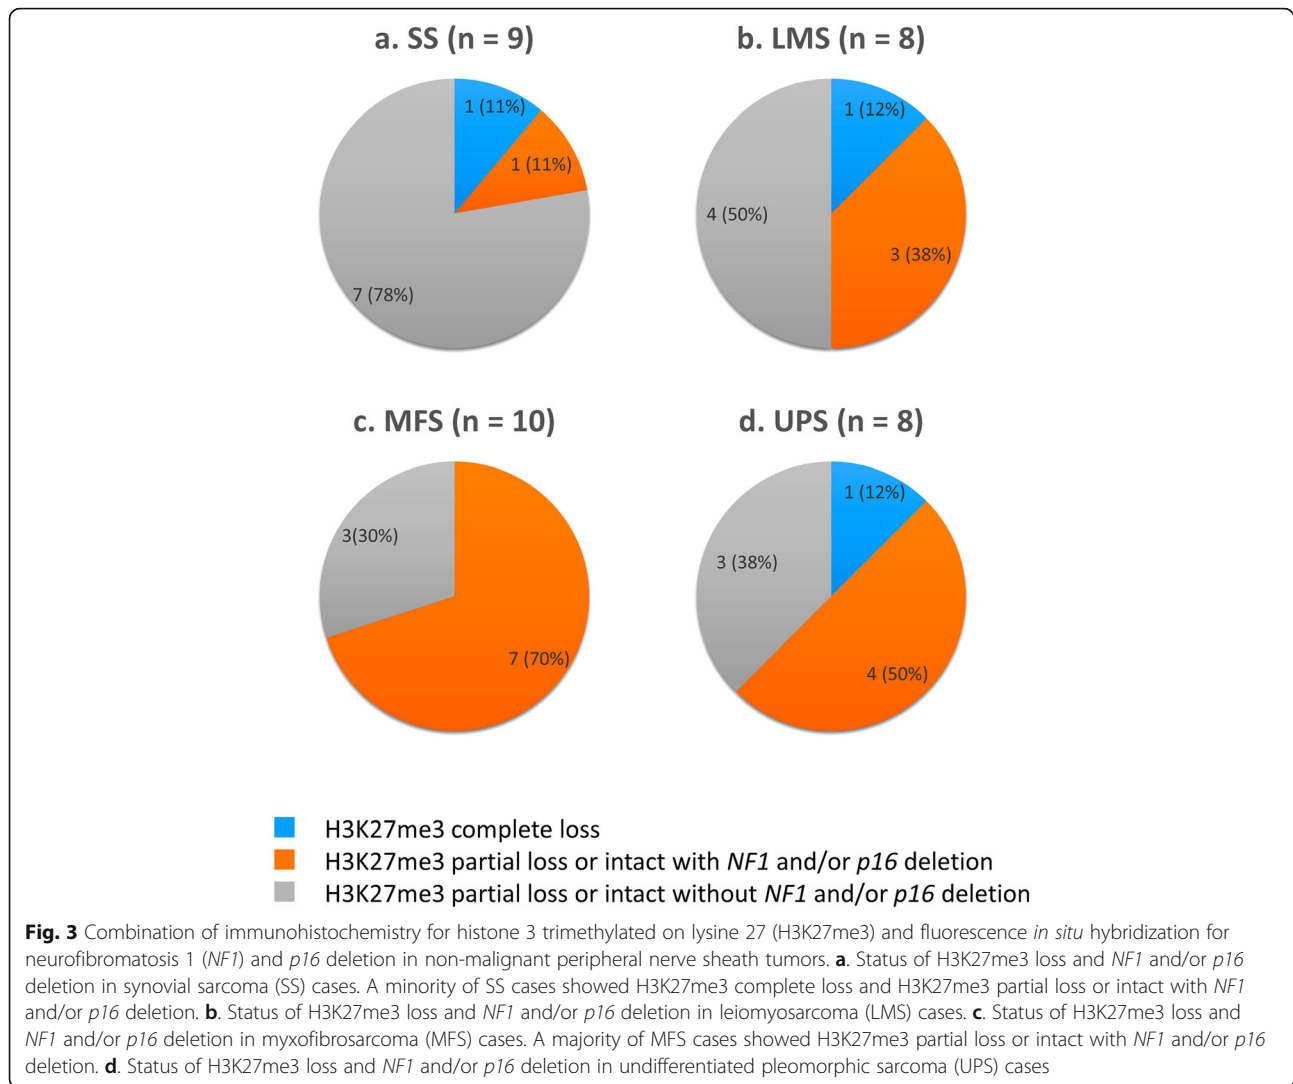 a. SS (n = 9)
b. LMS (n = 8)
1 (11%)
1 (11%)
7 (78%)
1 (12%)
3 (38%)
4 (50%)
c. MFS (n = 10)
d. UPS (n = 8)
3(30%)
7 (70%)
1 (12%)
3 (38%)
4 (50%)
H3K27me3 complete loss
H3K27me3 partial loss or intact with NF1 and/or p16 deletion
H3K27me3 partial loss or intact without NF1 and/or p16 deletion
Fig. 3 Combination of immunohistochemistry for histone 3 trimethylated on lysine 27 (H3K27me3) and fluorescence in situ hybridization for
neurofibromatosis 1 (NF1) and p16 deletion in non-malignant peripheral nerve sheath tumors. a. Status of H3K27me3 loss and NF1 and/or p16
deletion in synovial sarcoma (SS) cases. A minority of SS cases showed H3K27me3 complete loss and H3K27me3 partial loss or intact with NF1
and/or p16 deletion. b. Status of H3K27me3 loss and NF1 and/or p16 deletion in leiomyosarcoma (LMS) cases. c. Status of H3K27me3 loss and
NF1 and/or p16 deletion in myxofibrosarcoma (MFS) cases. A majority of MFS cases showed H3K27me3 partial loss or intact with NF1 and/or p16
deletion. d. Status of H3K27me3 loss and NF1 and/or p16 deletion in undifferentiated pleomorphic sarcoma (UPS) cases